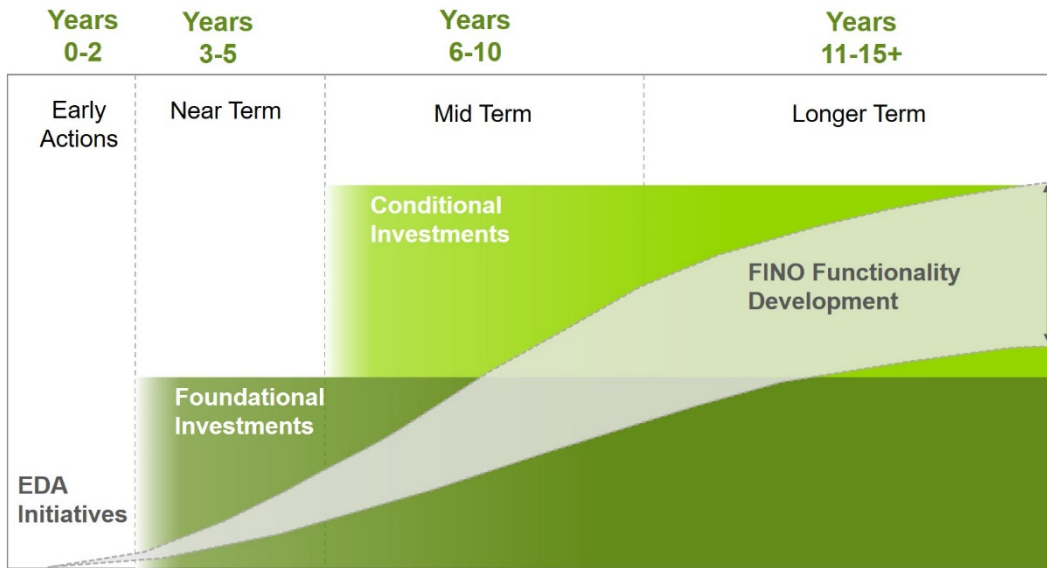 Years
0-2
Years
3-5
Years
6-10
Years
11-15+
Early
Actions
Near Term
Mid Term
Longer Term
Conditional
Investments
FINO Functionality
Development
Foundational
Investments
EDA
Initiatives